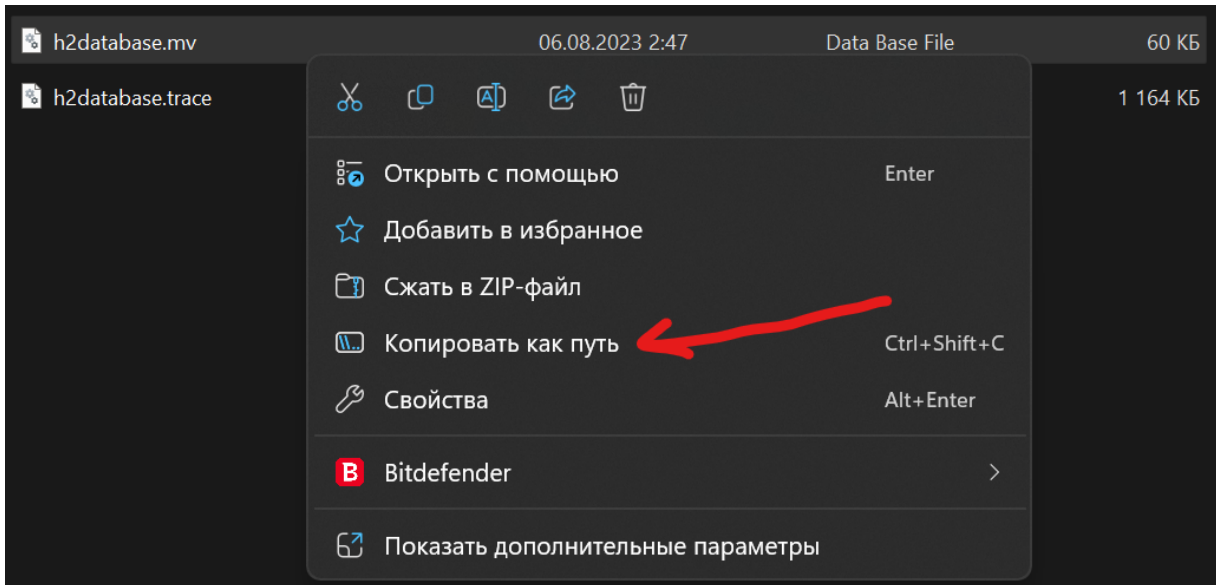 h2database.mv 06.08.2023 2:47 Data Base File 60 КБ
h2database.trace 1 164 КБ
Открыть с помощью Enter
Добавить в избранное
Сжать в ZIP-файл
Копировать как путь Ctrl+Shift+C
Свойства Alt+Enter
B Bitdefender
Показать дополнительные параметры